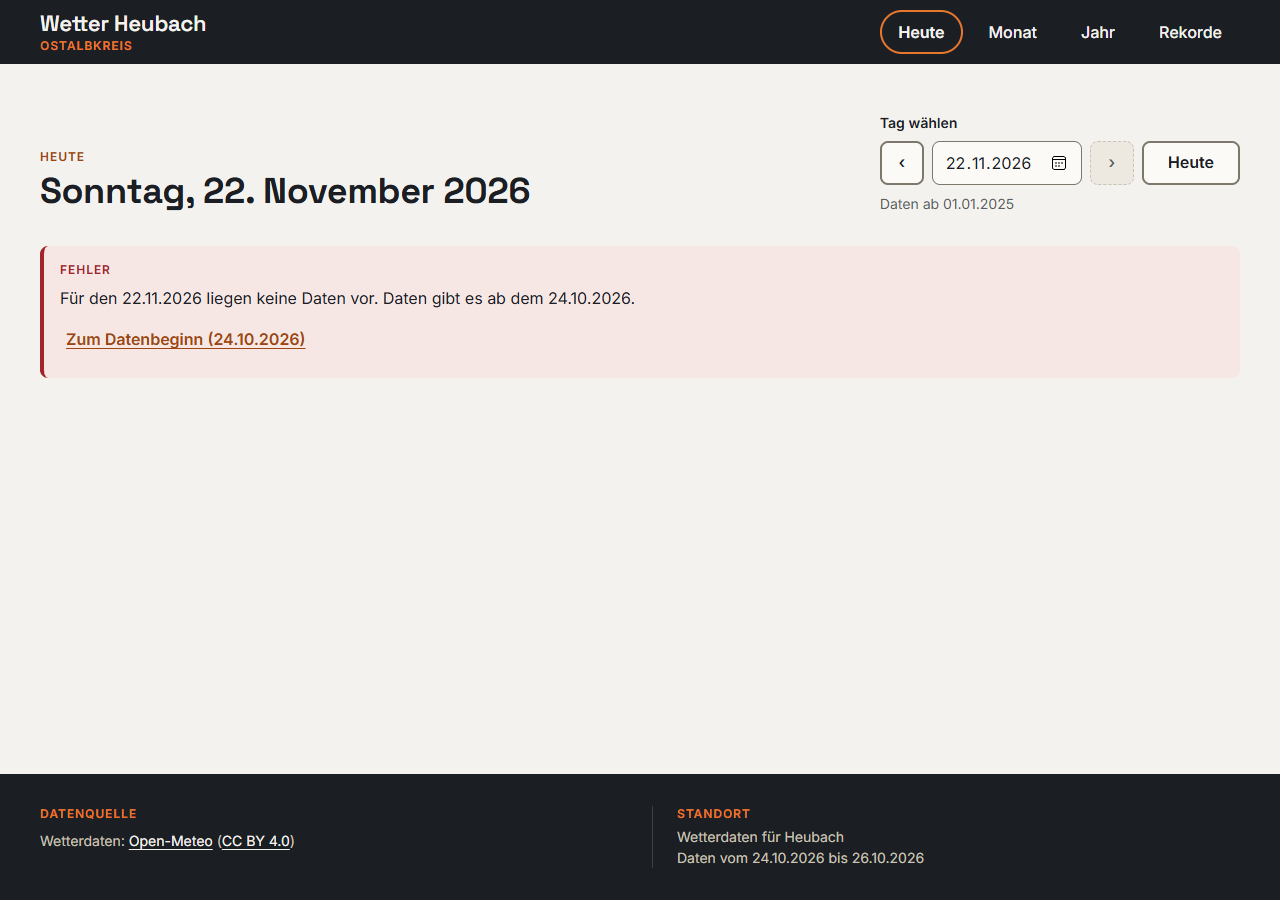 Wetter Heubach
OSTALBKREIS
Heute
Monat
Jahr
Rekorde
HEUTE
Sonntag, 22. November 2026
Tag wählen
‹
22.11.2026
›
Heute
Daten ab 01.01.2025
FEHLER
Für den 22.11.2026 liegen keine Daten vor. Daten gibt es ab dem 24.10.2026.
Zum Datenbeginn (24.10.2026)
DATENQUELLE
Wetterdaten: Open-Meteo (CC BY 4.0)
STANDORT
Wetterdaten für Heubach
Daten vom 24.10.2026 bis 26.10.2026